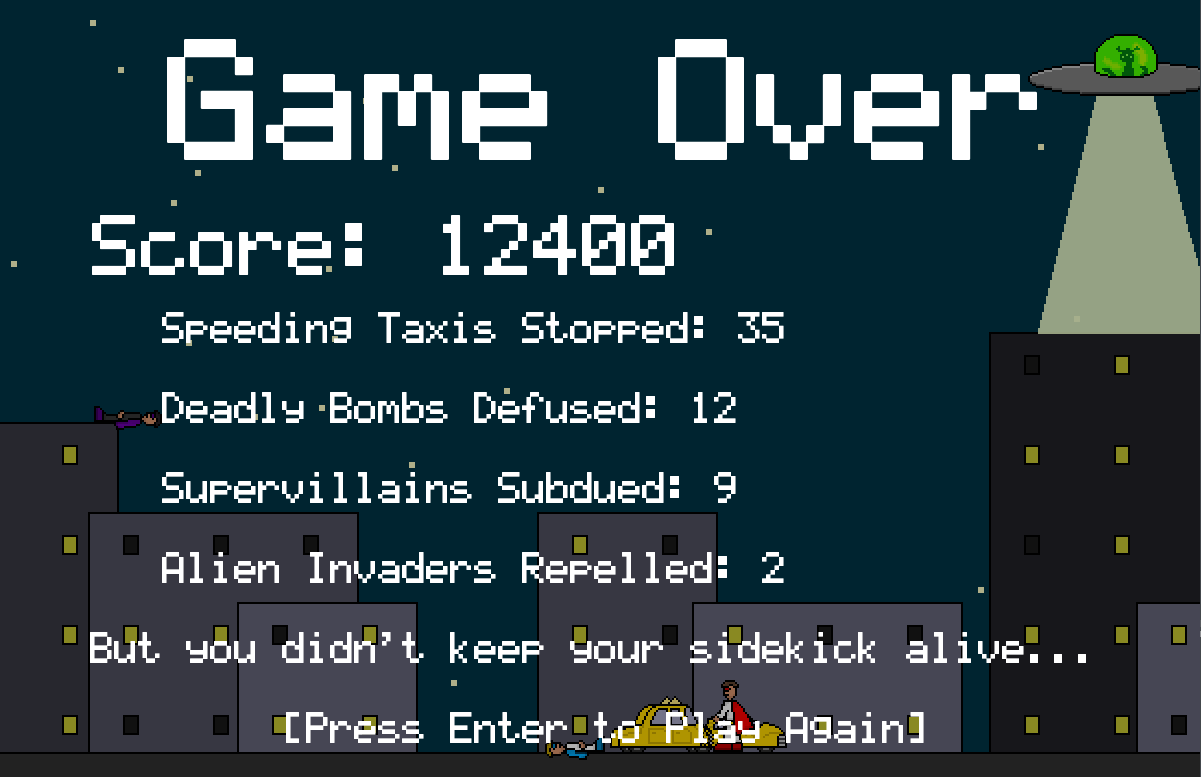 Game Over
Score: 12400
Speeding Taxis Stopped: 35
Deadly Bombs Defused: 12
Supervillains Subdued: 9
Alien Invaders Repelled: 2
But you didn't keep your sidekick alive...
[Press Enter to Play Again]